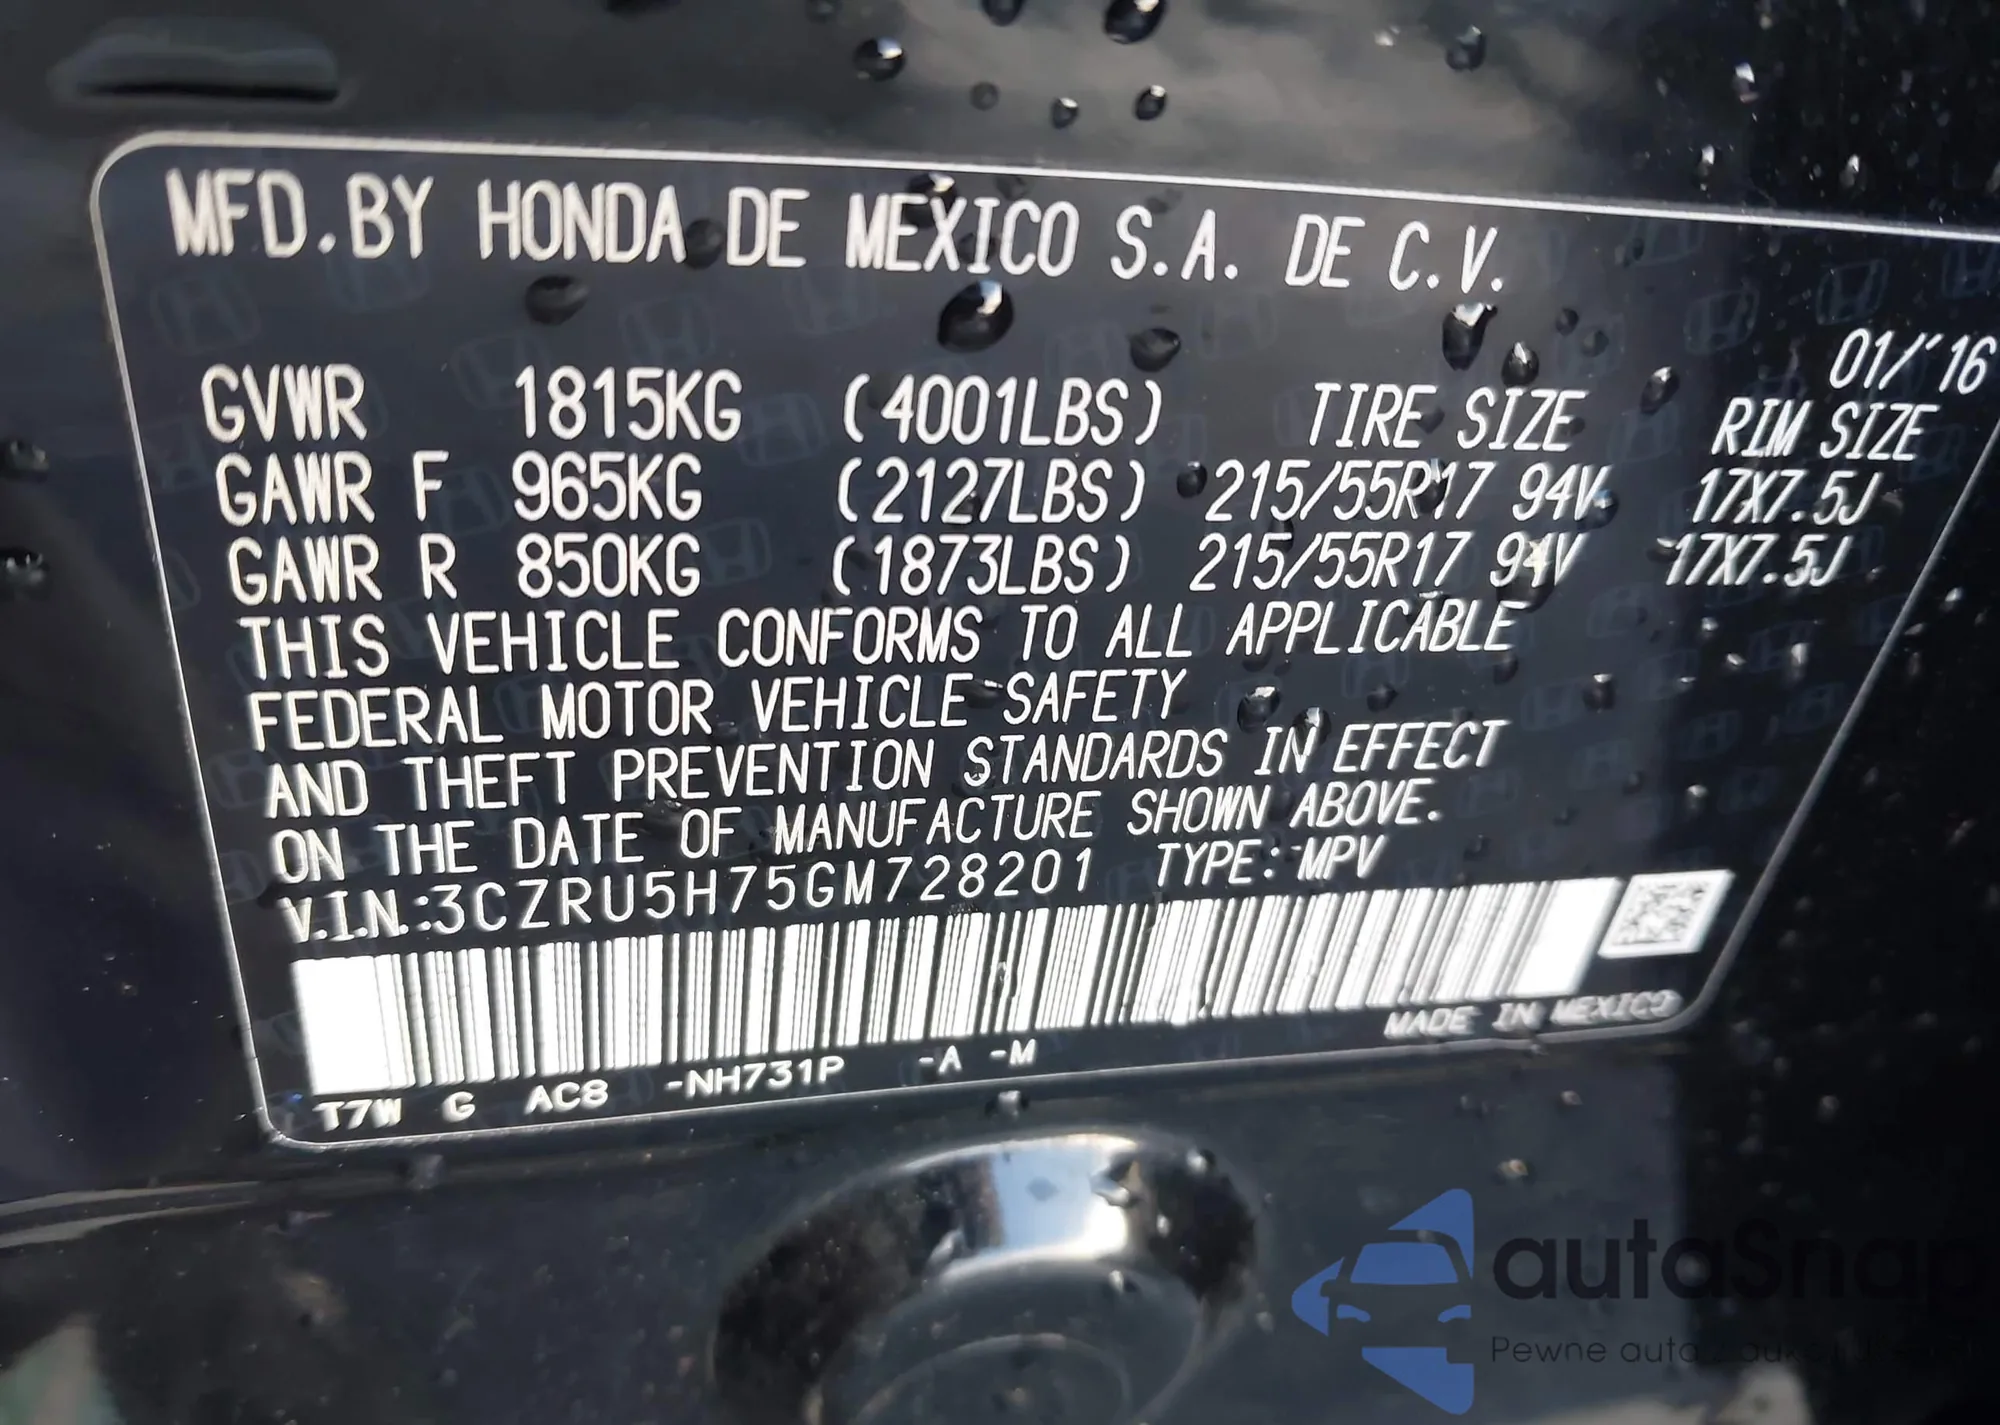 MFD.BY HONDA DE MEXICO S.A. DE C.V.
01/'16
GVWR 1815KG (4001LBS) TIRE SIZE RIM SIZE
GAWR F 965KG (2127LBS) 215/55R17 94V 17X7.5J
GAWR R 850KG (1873LBS) 215/55R17 94V 17X7.5J
THIS VEHICLE CONFORMS TO ALL APPLICABLE
FEDERAL MOTOR VEHICLE SAFETY
AND THEFT PREVENTION STANDARDS IN EFFECT
ON THE DATE OF MANUFACTURE SHOWN ABOVE.
V.I.N.:3CZRU5H75GM728201 TYPE: MPV
MADE IN MEXICO
T7W G AC8 -NH731P -A -M
autaSnap
Pewne auta z